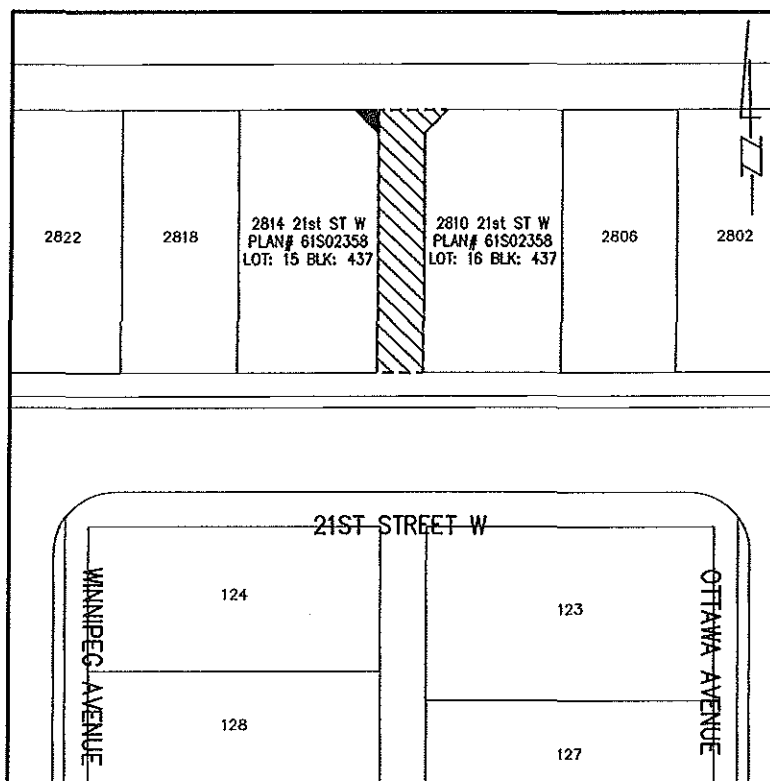 2822
2818
2814 21st ST W
PLAN# 61S02358
LOT: 15 BLK: 437
2810 21st ST W
PLAN# 61S02358
LOT: 16 BLK: 437
2806
2802
21ST STREET W
WINNIPEG AVENUE
124
123
OTTAWA AVENUE
128
127